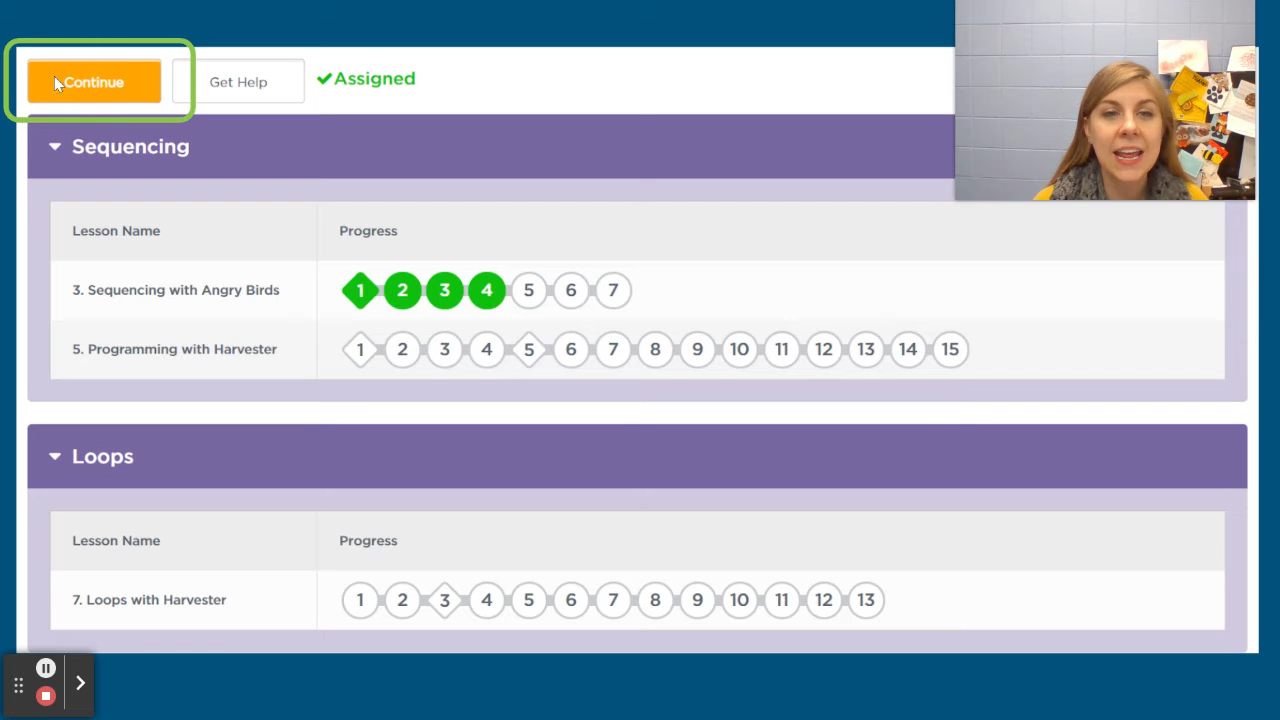 Continue
Get Help
Assigned
Sequencing
Lesson Name Progress
3. Sequencing with Angry Birds 1 2 3 4 5 6 7
5. Programming with Harvester 1 2 3 4 5 6 7 8 9 10 11 12 13 14 15
Loops
Lesson Name Progress
7. Loops with Harvester 1 2 3 4 5 6 7 8 9 10 11 12 13